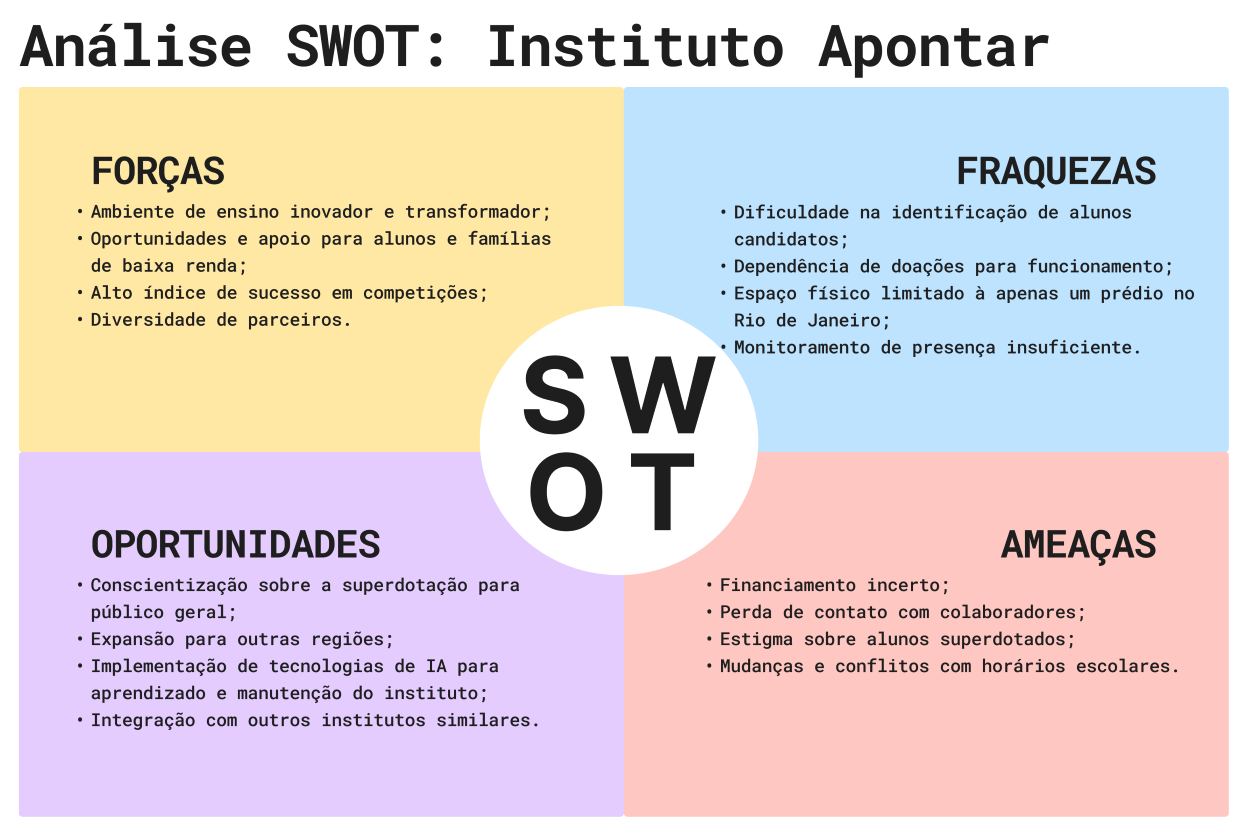 Análise SWOT: Instituto Apontar
FORÇAS
• Ambiente de ensino inovador e transformador;
• Oportunidades e apoio para alunos e famílias
de baixa renda;
• Alto índice de sucesso em competições;
• Diversidade de parceiros.
FRAQUEZAS
• Dificuldade na identificação de alunos
candidatos;
• Dependência de doações para funcionamento;
• Espaço físico limitado à apenas um prédio no
Rio de Janeiro;
• Monitoramento de presença insuficiente.
S W
O T
OPORTUNIDADES
• Conscientização sobre a superdotação para
público geral;
• Expansão para outras regiões;
• Implementação de tecnologias de IA para
aprendizado e manutenção do instituto;
• Integração com outros institutos similares.
AMEAÇAS
• Financiamento incerto;
• Perda de contato com colaboradores;
• Estigma sobre alunos superdotados;
• Mudanças e conflitos com horários escolares.